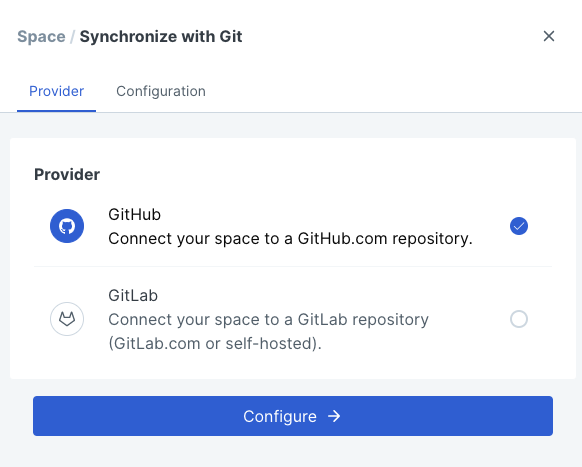 Space / Synchronize with Git
Provider
Configuration
Provider
GitHub
Connect your space to a GitHub.com repository.
GitLab
Connect your space to a GitLab repository
(GitLab.com or self-hosted).
Configure →